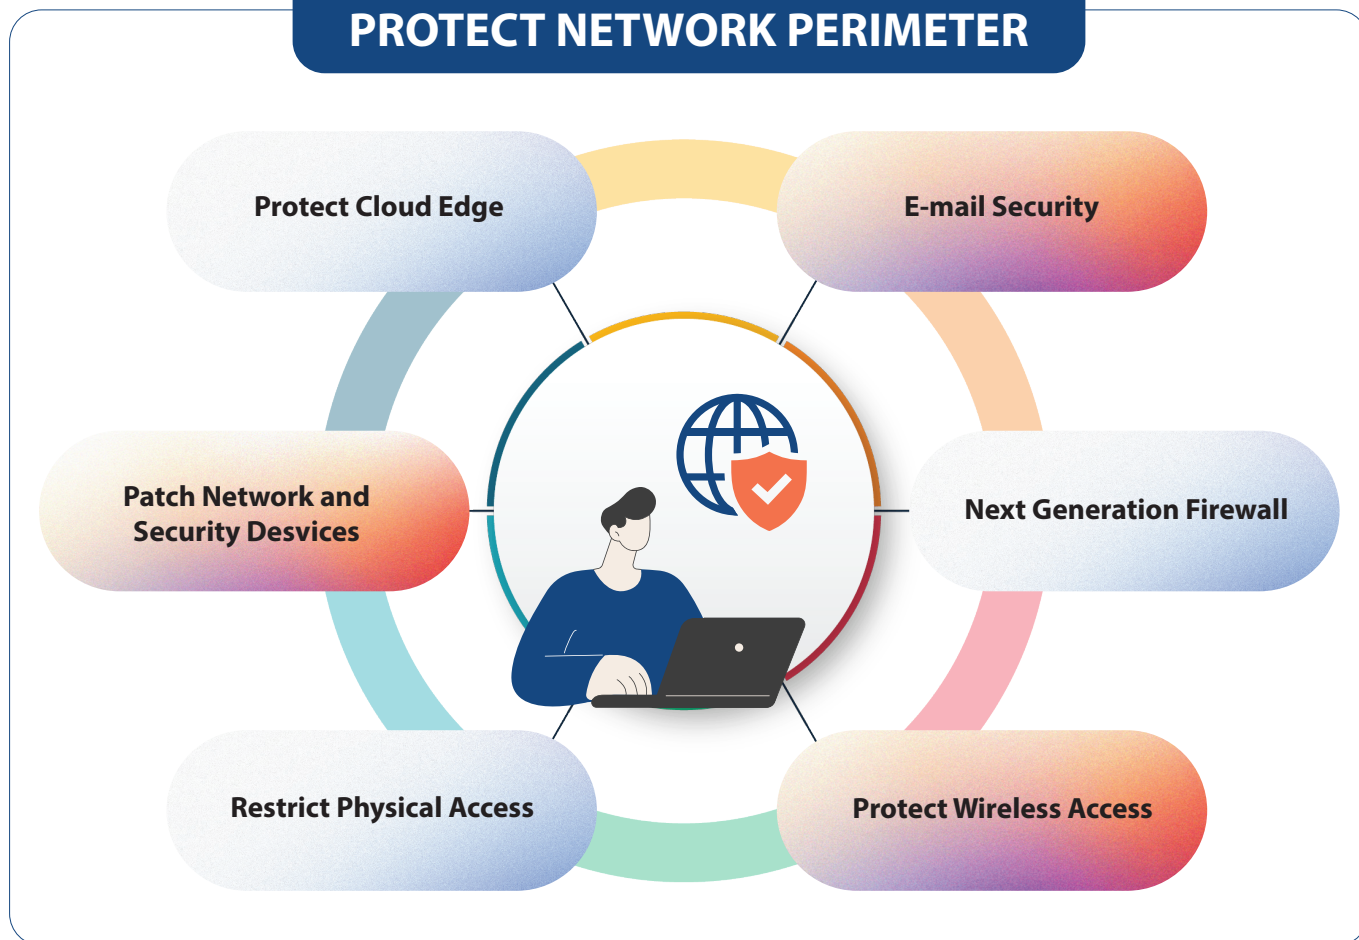 PROTECT NETWORK PERIMETER
Protect Cloud Edge
E-mail Security
Patch Network and
Security Desvices
Next Generation Firewall
Restrict Physical Access
Protect Wireless Access